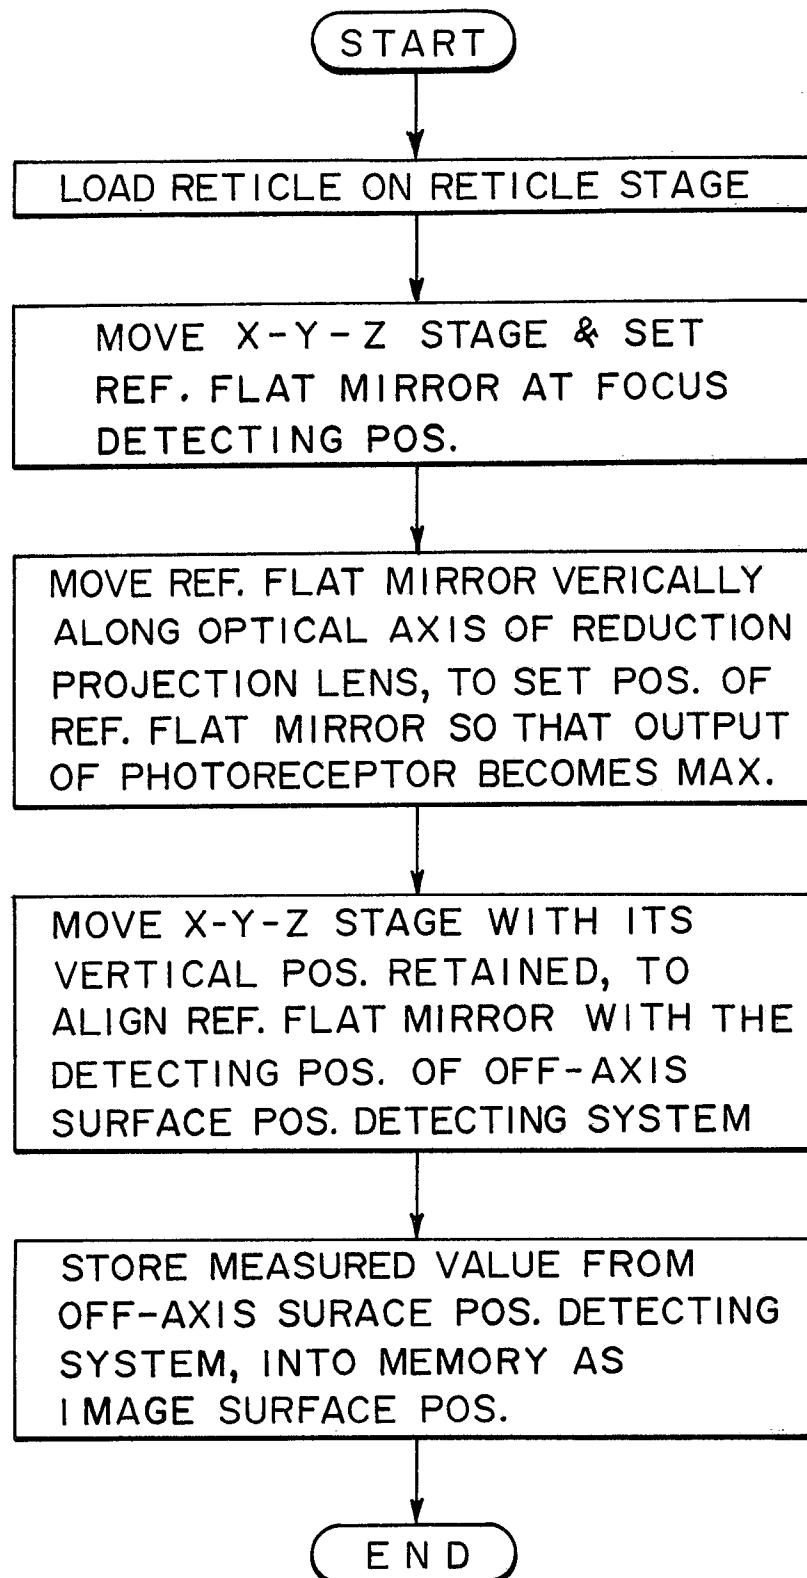 START
LOAD RETICLE ON RETICLE STAGE
MOVE X-Y-Z STAGE & SET
REF. FLAT MIRROR AT FOCUS
DETECTING POS.
MOVE REF. FLAT MIRROR VERICALLY
ALONG OPTICAL AXIS OF REDUCTION
PROJECTION LENS, TO SET POS. OF
REF. FLAT MIRROR SO THAT OUTPUT
OF PHOTORECEPTOR BECOMES MAX.
MOVE X-Y-Z STAGE WITH ITS
VERTICAL POS. RETAINED, TO
ALIGN REF. FLAT MIRROR WITH THE
DETECTING POS. OF OFF-AXIS
SURFACE POS. DETECTING SYSTEM
STORE MEASURED VALUE FROM
OFF-AXIS SURACE POS. DETECTING
SYSTEM, INTO MEMORY AS
IMAGE SURFACE POS.
END